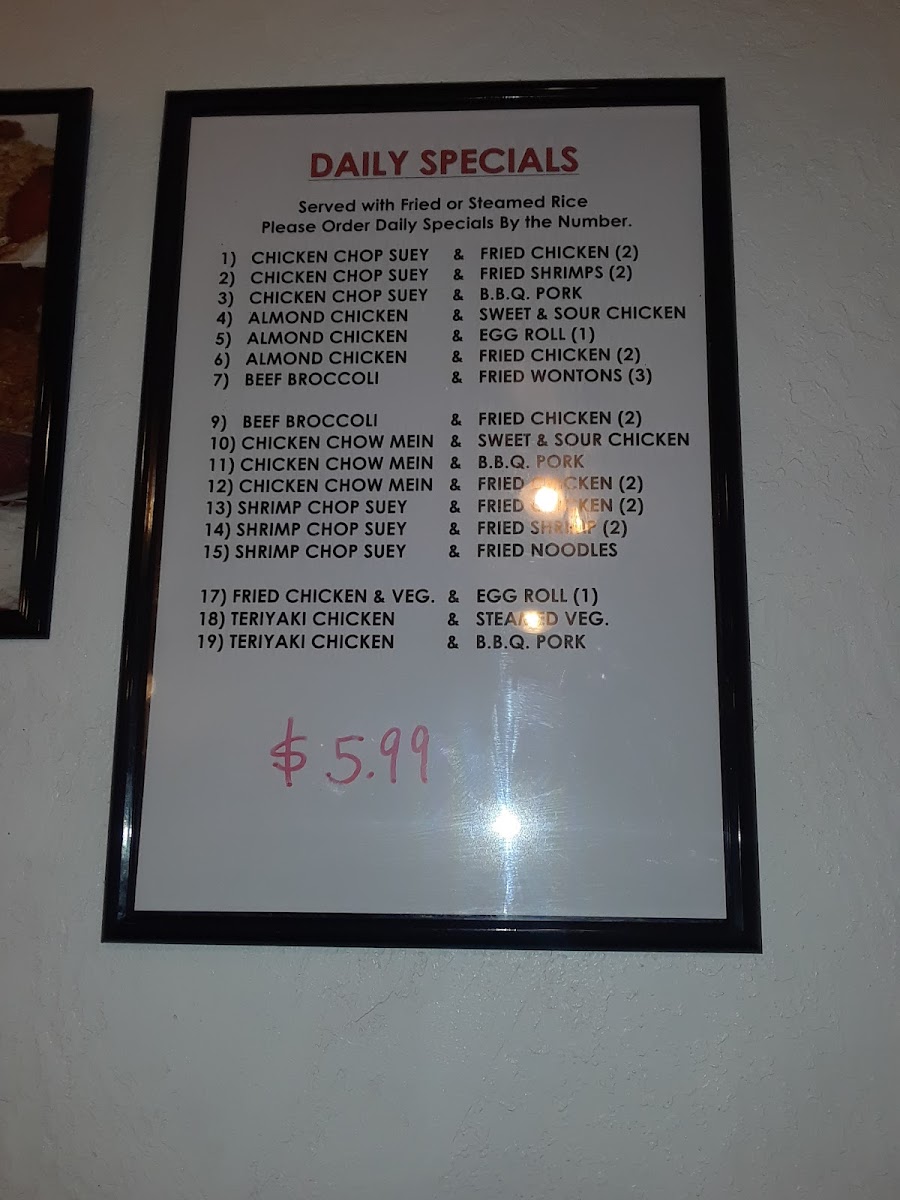 DAILY SPECIALS
Served with Fried or Steamed Rice
Please Order Daily Specials By the Number.
1) CHICKEN CHOP SUEY & FRIED CHICKEN (2)
2) CHICKEN CHOP SUEY & FRIED SHRIMPS (2)
3) CHICKEN CHOP SUEY & B.B.Q. PORK
4) ALMOND CHICKEN & SWEET & SOUR CHICKEN
5) ALMOND CHICKEN & EGG ROLL (1)
6) ALMOND CHICKEN & FRIED CHICKEN (2)
7) BEEF BROCCOLI & FRIED WONTONS (3)
9) BEEF BROCCOLI & FRIED CHICKEN (2)
10) CHICKEN CHOW MEIN & SWEET & SOUR CHICKEN
11) CHICKEN CHOW MEIN & B.B.Q. PORK
12) CHICKEN CHOW MEIN & FRIED CHICKEN (2)
13) SHRIMP CHOP SUEY & FRIED CHICKEN (2)
14) SHRIMP CHOP SUEY & FRIED SHRIMP (2)
15) SHRIMP CHOP SUEY & FRIED NOODLES
17) FRIED CHICKEN & VEG. & EGG ROLL (1)
18) TERIYAKI CHICKEN & STEAMED VEG.
19) TERIYAKI CHICKEN & B.B.Q. PORK
$ 5.99